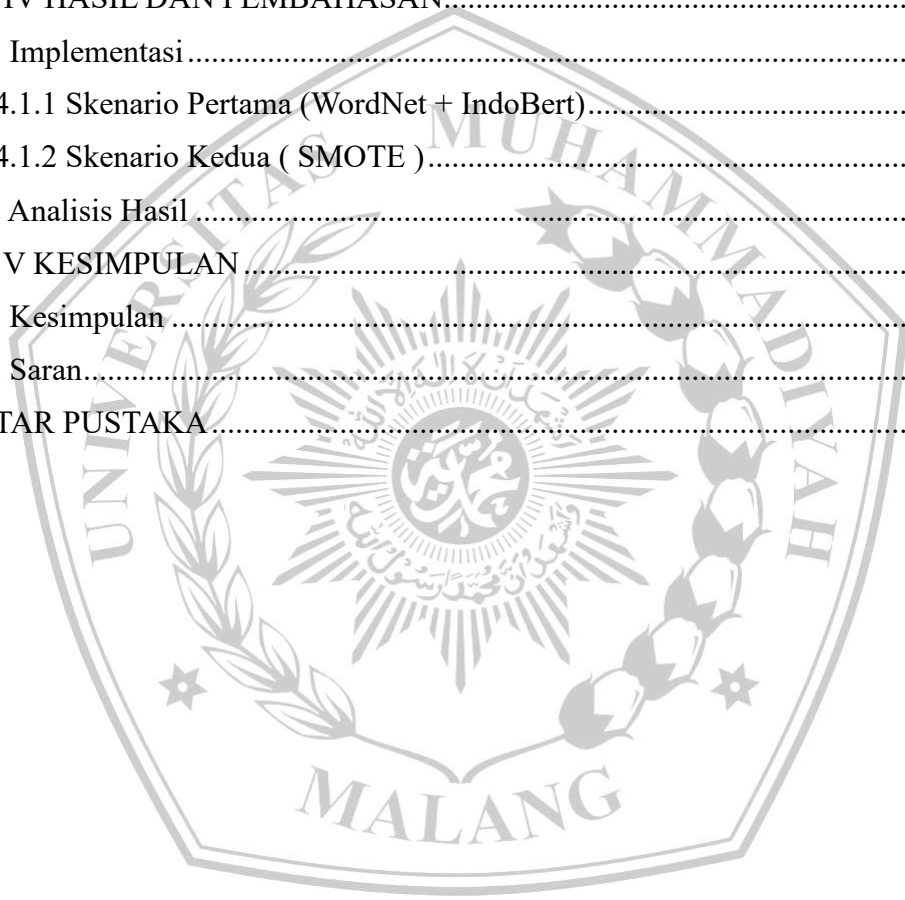 IV HASIL DAN PEMBAHASAN........................................................
Implementasi........................................................................................
4.1.1 Skenario Pertama (WordNet + IndoBert)........................................
4.1.2 Skenario Kedua ( SMOTE )............................................................
Analisis Hasil.......................................................................................
V KESIMPULAN..................................................................................
Kesimpulan..........................................................................................
Saran....................................................................................................
TAR PUSTAKA.....................................................................................
UNIVERSITAS MUHAMMADIYAH
MALANG